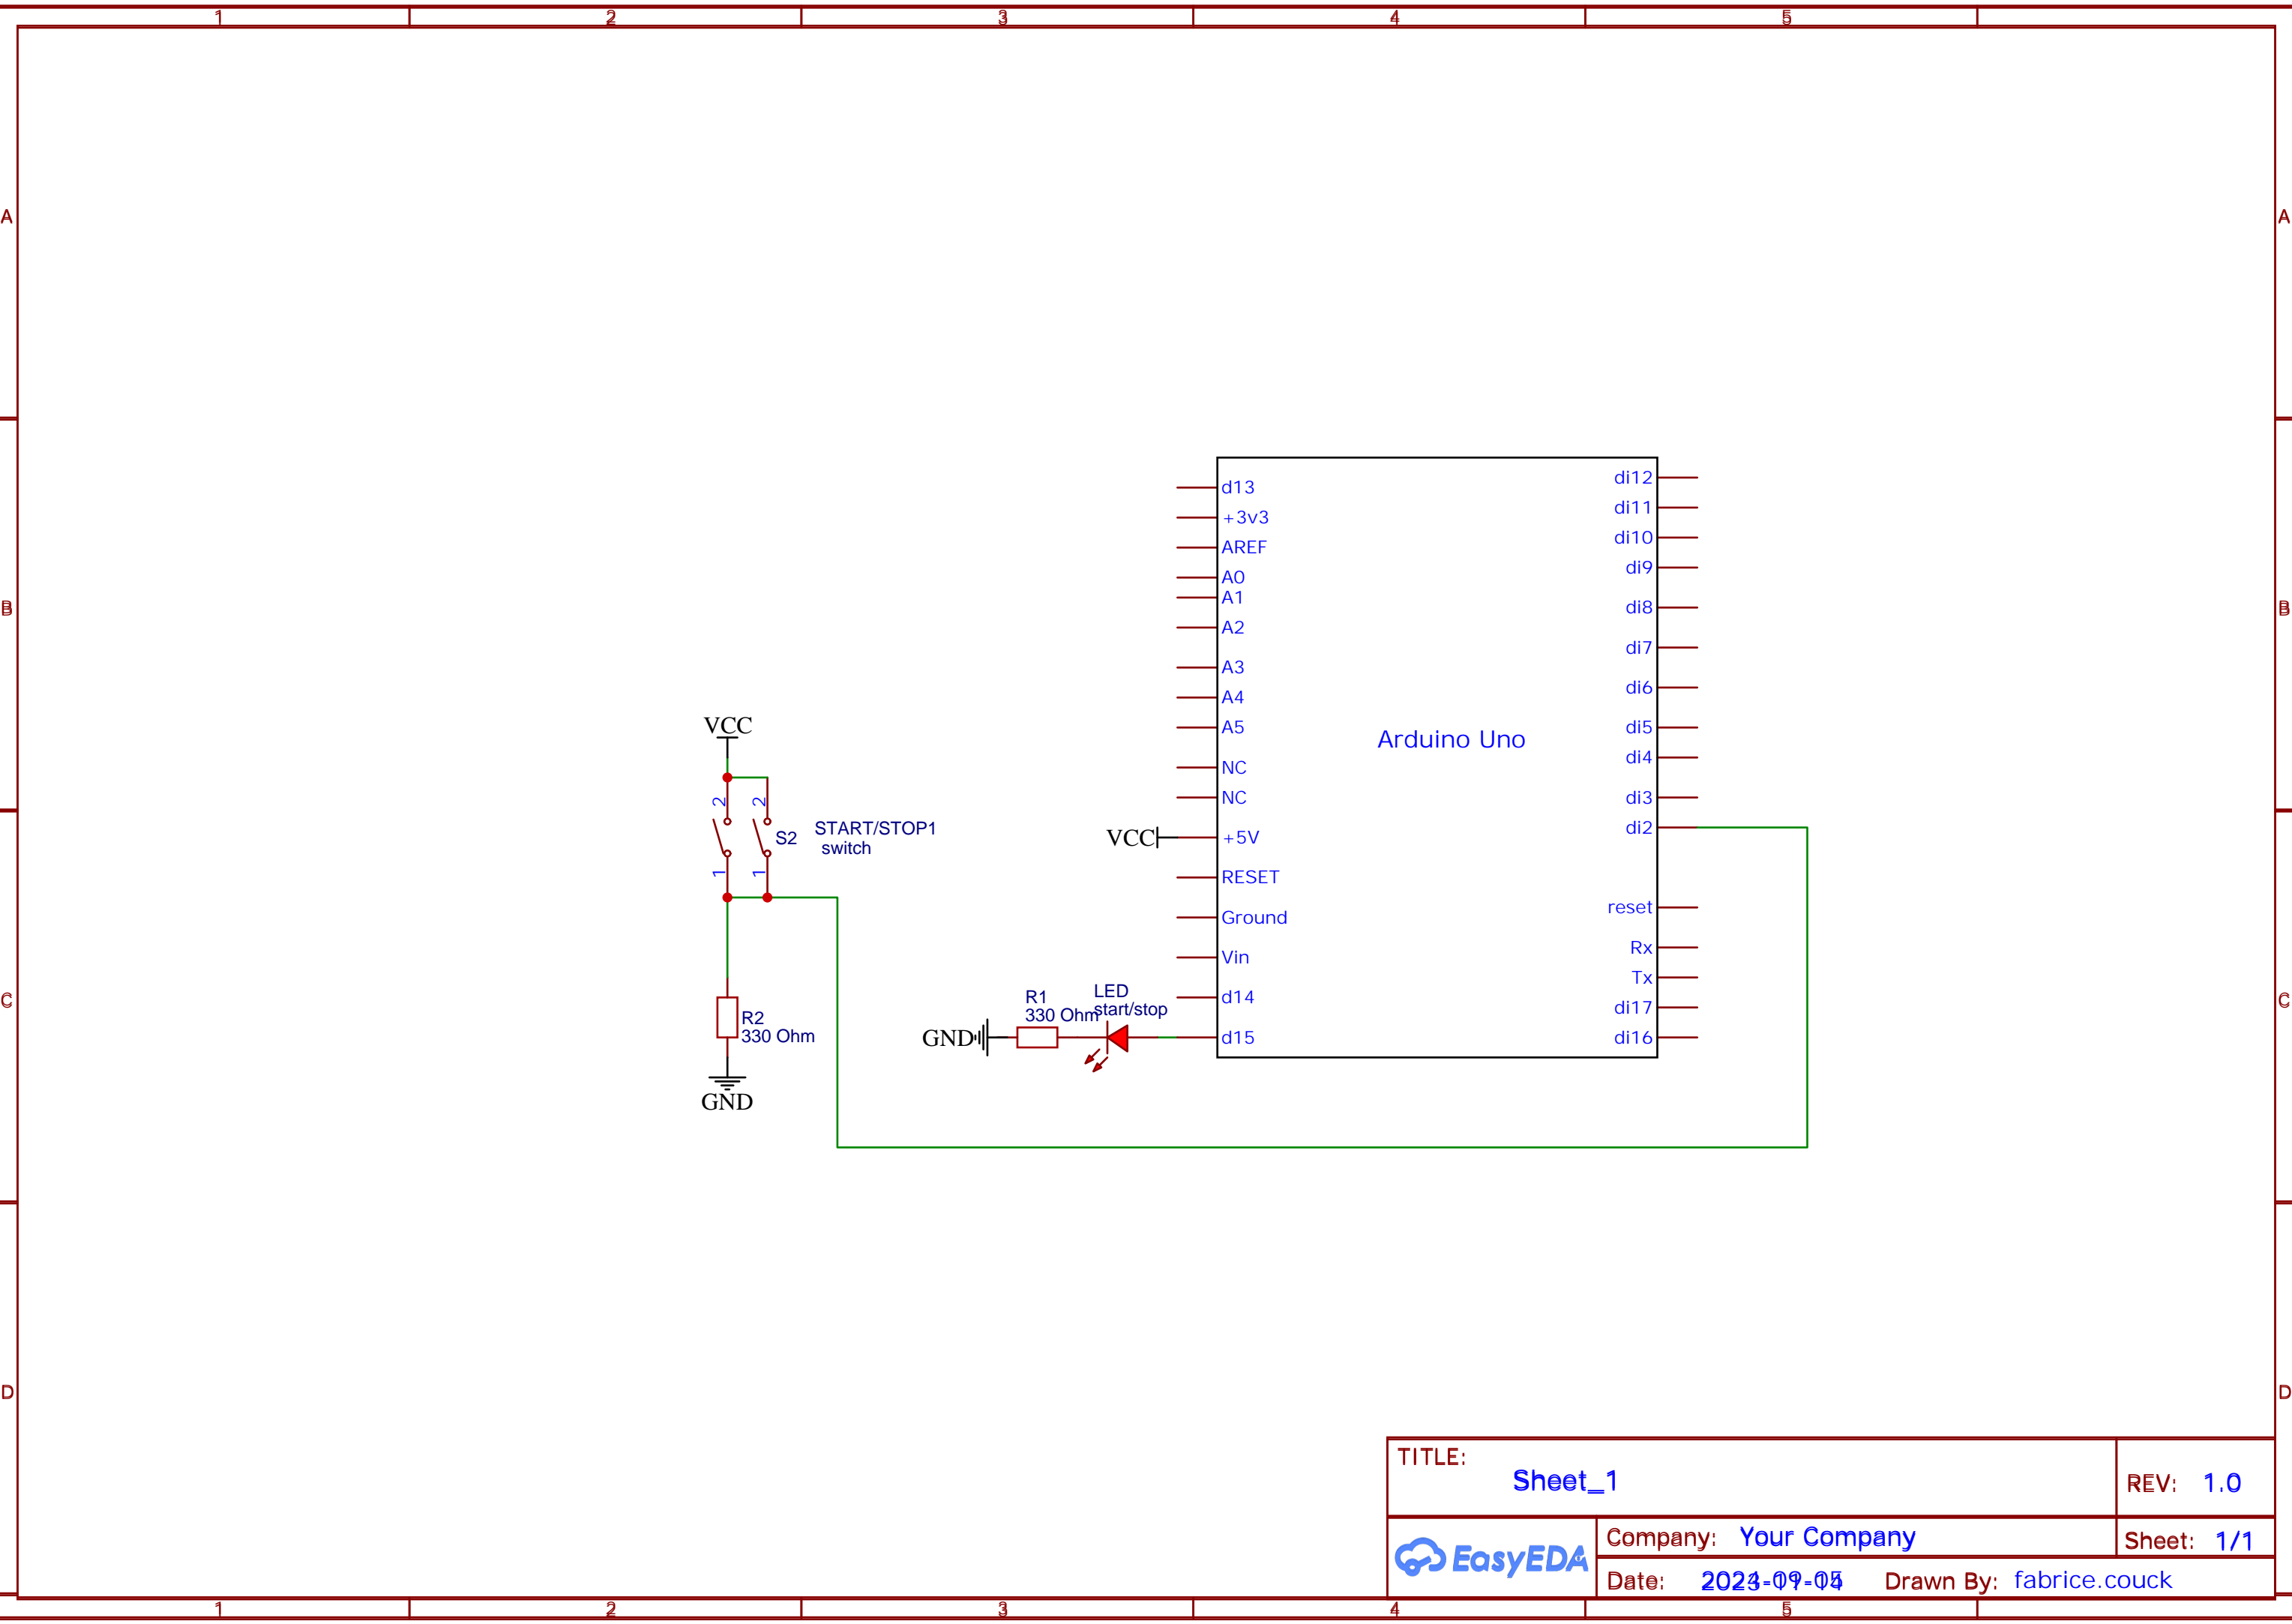 1 2 3 4 5
A A
B B
C C
D D
d13
+3v3
AREF
A0
A1
A2
A3
A4
A5
NC
NC
+5V
RESET
Ground
Vin
d14
d15
Arduino Uno
di12
di11
di10
di9
di8
di7
di6
di5
di4
di3
di2
reset
Rx
Tx
di17
di16
VCC
VCC
2 2
S2
START/STOP1
switch
1 1
R2
330 Ohm
GND
GND
R1
330 Ohm
LED
start/stop
TITLE:
Sheet_1
REV: 1.0
EasyEDA
Company: Your Company
Sheet: 1/1
Date:
Drawn By: fabrice.couck
1 2 3 4 5